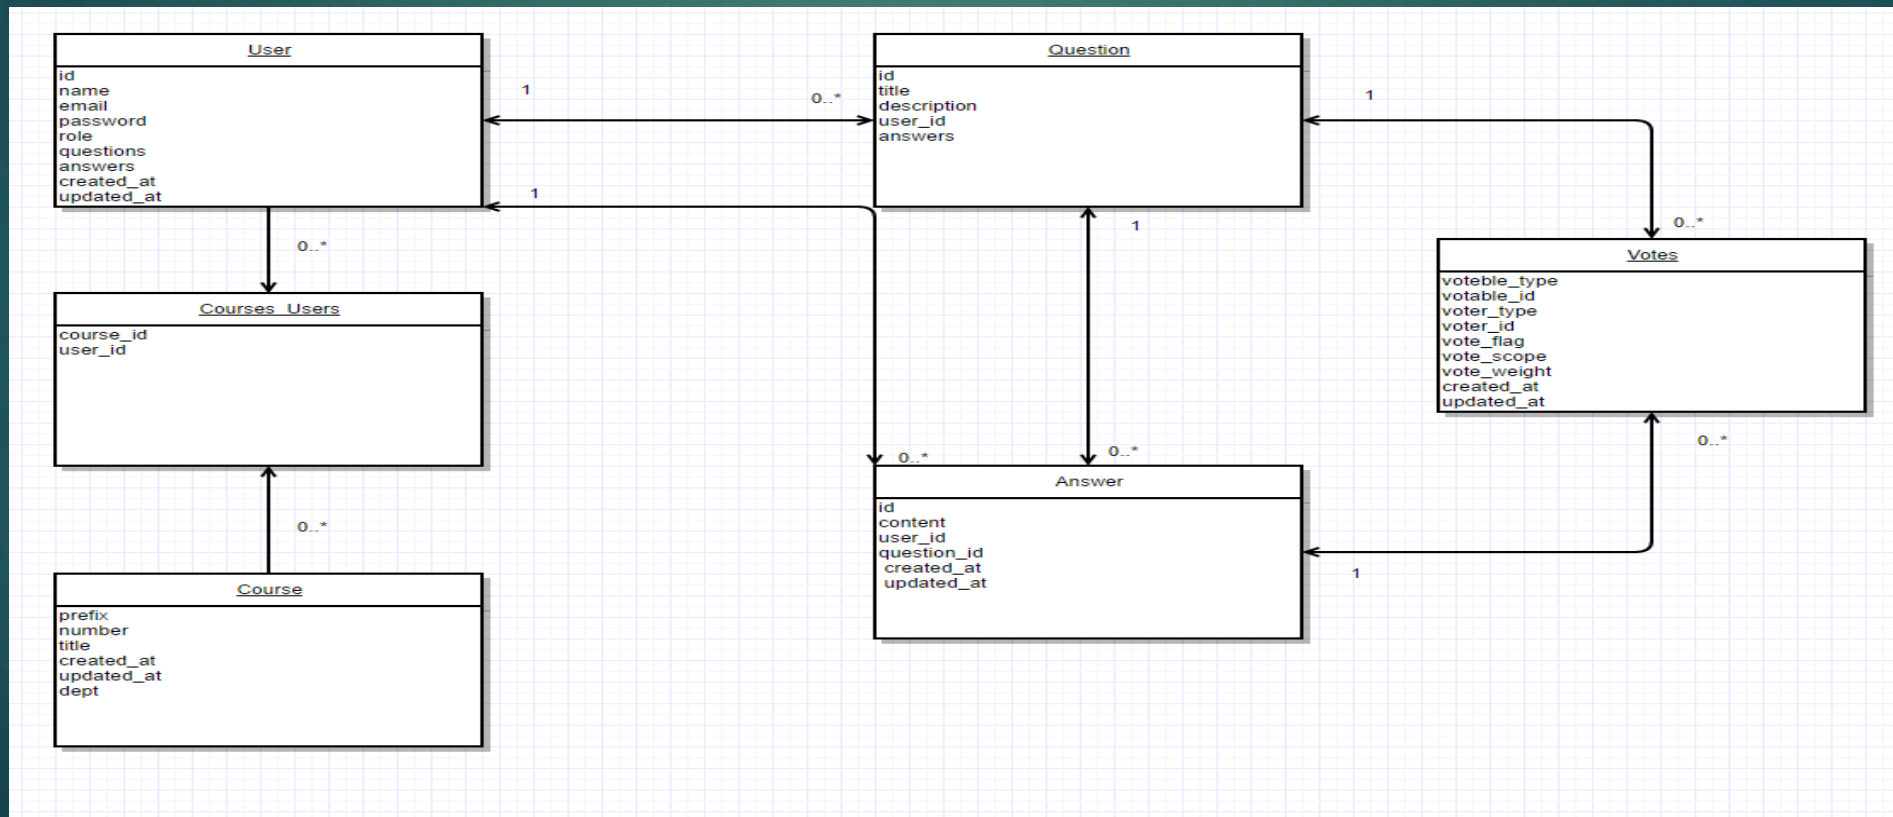 User
id
name
email
password
role
questions
answers
created_at
updated_at
1
0..*
1
Question
id
title
description
user_id
answers
1
0..*
1
0..*
Courses_Users
course_id
user_id
0..*
Course
prefix
number
title
created_at
updated_at
dept
0..*
0..*
Answer
id
content
user_id
question_id
created_at
updated_at
1
Votes
voteble_type
votable_id
voter_type
voter_id
vote_flag
vote_scope
vote_weight
created_at
updated_at
0..*